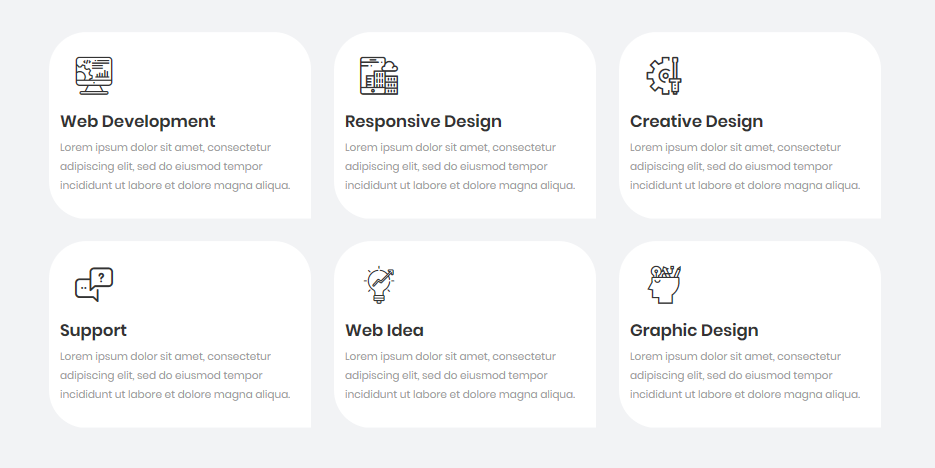 Web Development
Lorem ipsum dolor sit amet, consectetur
adipiscing elit, sed do eiusmod tempor
incididunt ut labore et dolore magna aliqua.
Responsive Design
Lorem ipsum dolor sit amet, consectetur
adipiscing elit, sed do eiusmod tempor
incididunt ut labore et dolore magna aliqua.
Creative Design
Lorem ipsum dolor sit amet, consectetur
adipiscing elit, sed do eiusmod tempor
incididunt ut labore et dolore magna aliqua.
Support
Lorem ipsum dolor sit amet, consectetur
adipiscing elit, sed do eiusmod tempor
incididunt ut labore et dolore magna aliqua.
Web Idea
Lorem ipsum dolor sit amet, consectetur
adipiscing elit, sed do eiusmod tempor
incididunt ut labore et dolore magna aliqua.
Graphic Design
Lorem ipsum dolor sit amet, consectetur
adipiscing elit, sed do eiusmod tempor
incididunt ut labore et dolore magna aliqua.